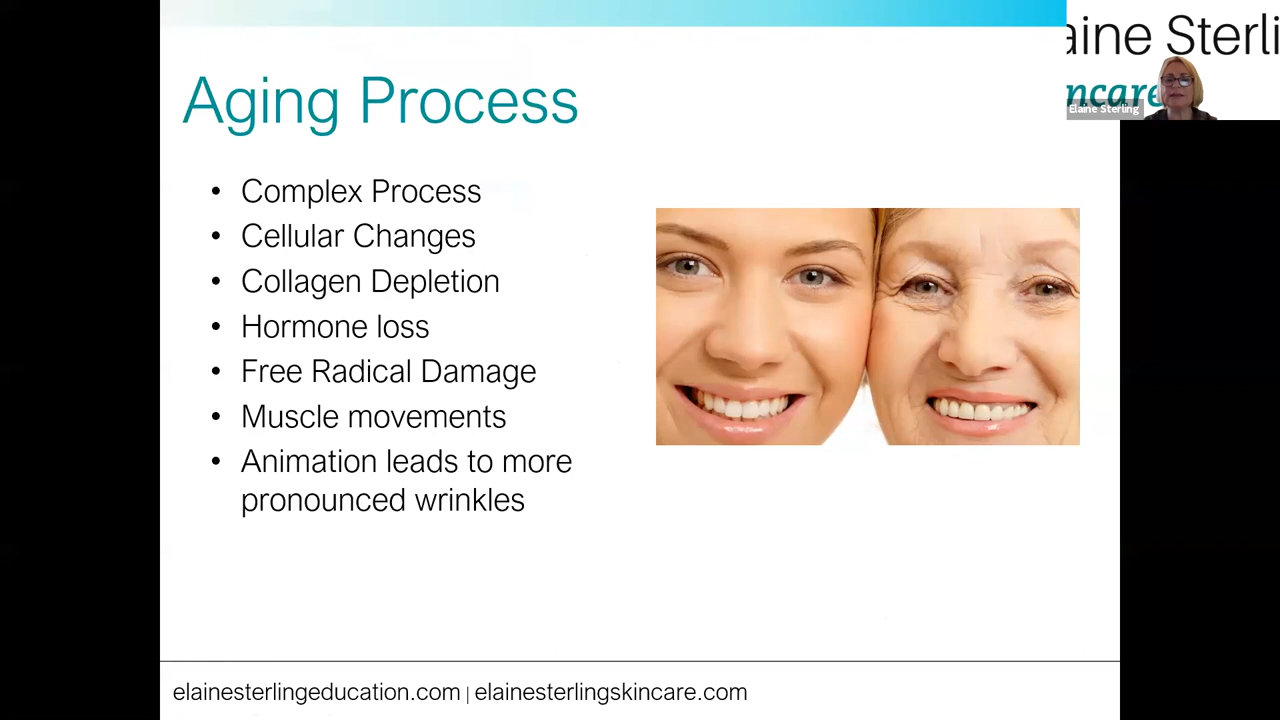 Aging Process
aine Sterli
ncare
Elaine Sterling
• Complex Process
• Cellular Changes
• Collagen Depletion
• Hormone loss
• Free Radical Damage
• Muscle movements
• Animation leads to more
pronounced wrinkles
elainesterlingeducation.com | elainesterlingskincare.com